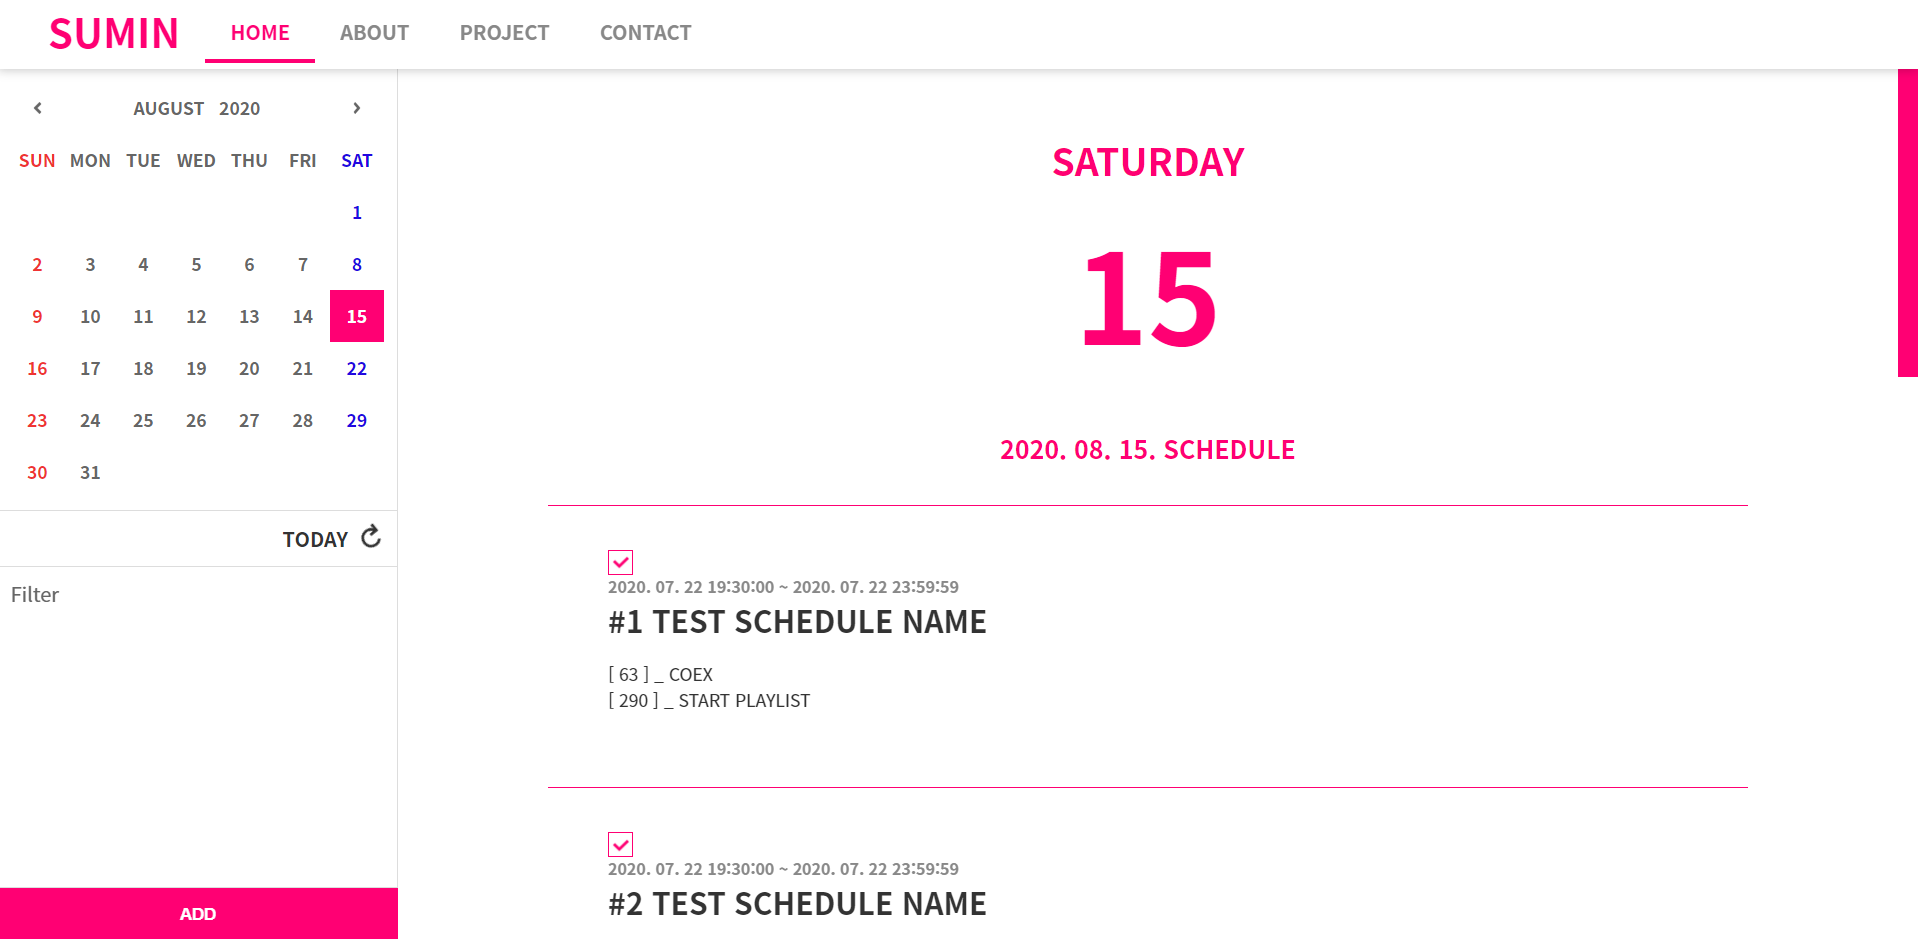 SUMIN HOME ABOUT PROJECT CONTACT
AUGUST 2020
SUN MON TUE WED THU FRI SAT
1
2 3 4 5 6 7 8
9 10 11 12 13 14 15
16 17 18 19 20 21 22
23 24 25 26 27 28 29
30 31
TODAY
Filter
ADD
SATURDAY
15
2020. 08. 15. SCHEDULE
2020. 07. 22 19:30:00 ~ 2020. 07. 22 23:59:59
#1 TEST SCHEDULE NAME
[ 63 ] _ COEX
[ 290 ] _ START PLAYLIST
2020. 07. 22 19:30:00 ~ 2020. 07. 22 23:59:59
#2 TEST SCHEDULE NAME